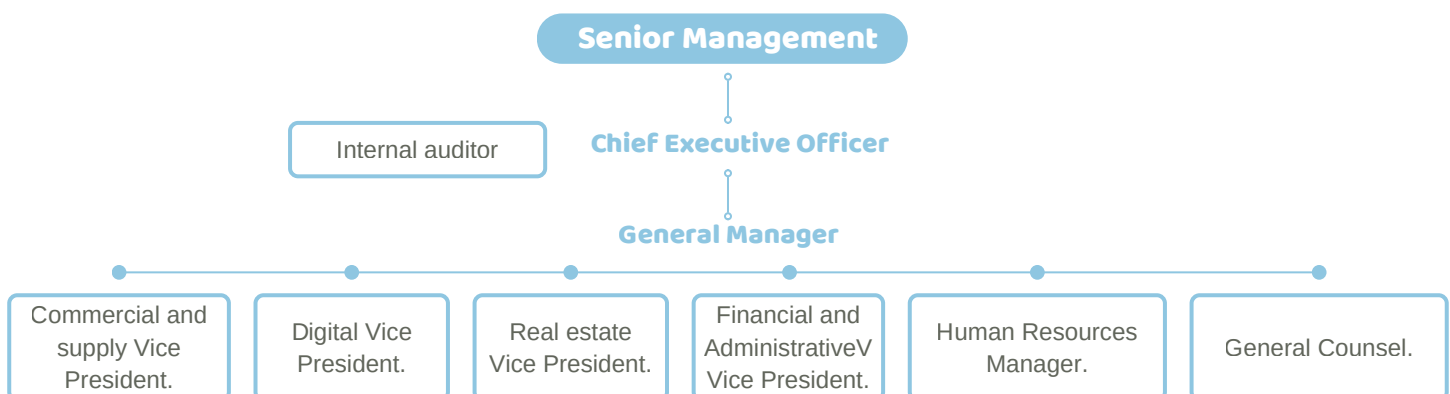 Senior Management
Internal auditor
Chief Executive Officer
General Manager
Commercial and
supply Vice
President.
Digital Vice
President.
Real estate
Vice President.
Financial and
AdministrativeV
Vice President.
Human Resources
Manager.
General Counsel.